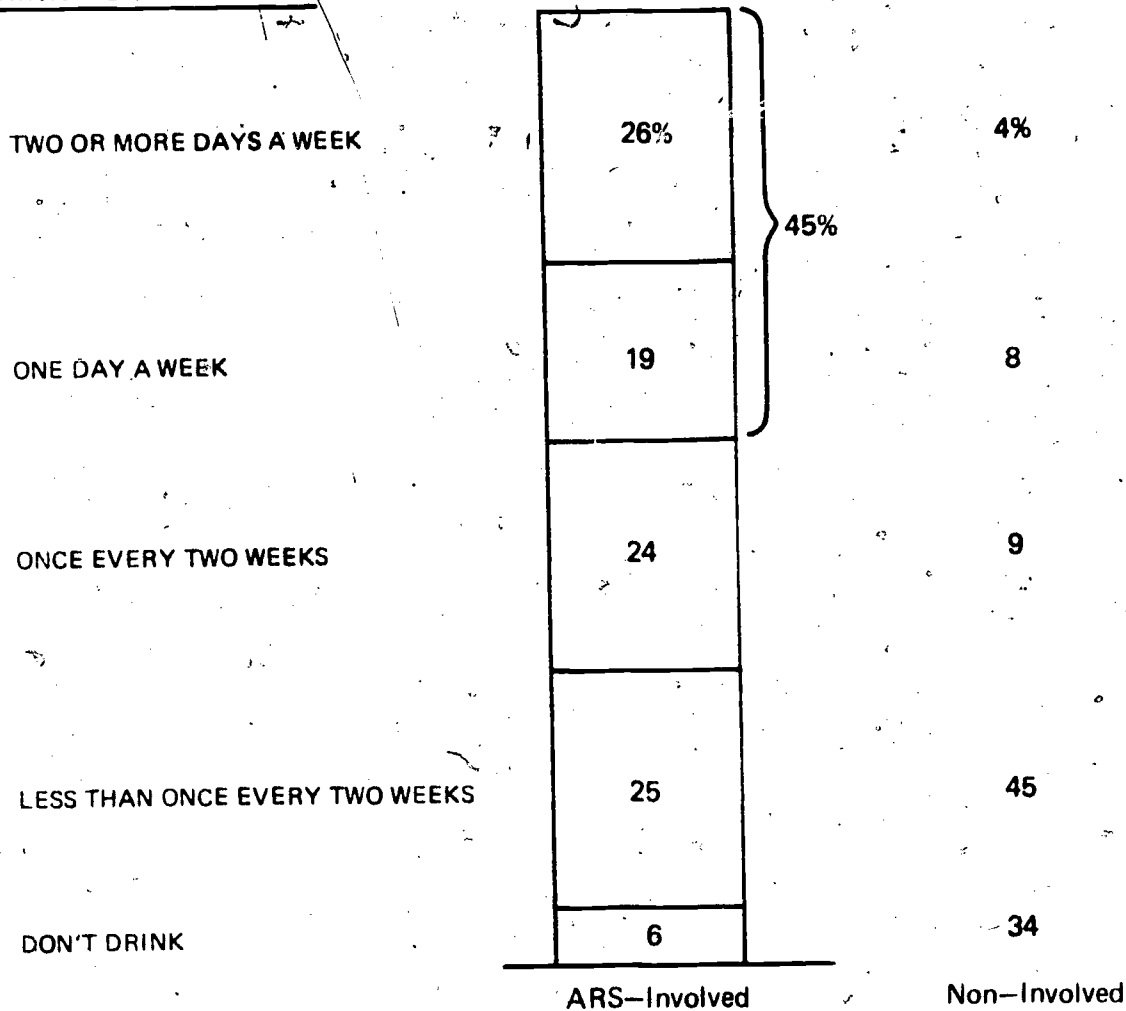 TWO OR MORE DAYS A WEEK 26% 4%
45%
ONE DAY A WEEK 19 8
ONCE EVERY TWO WEEKS 24 9
LESS THAN ONCE EVERY TWO WEEKS 25 45
DON'T DRINK 6 34
ARS–Involved Non–Involved